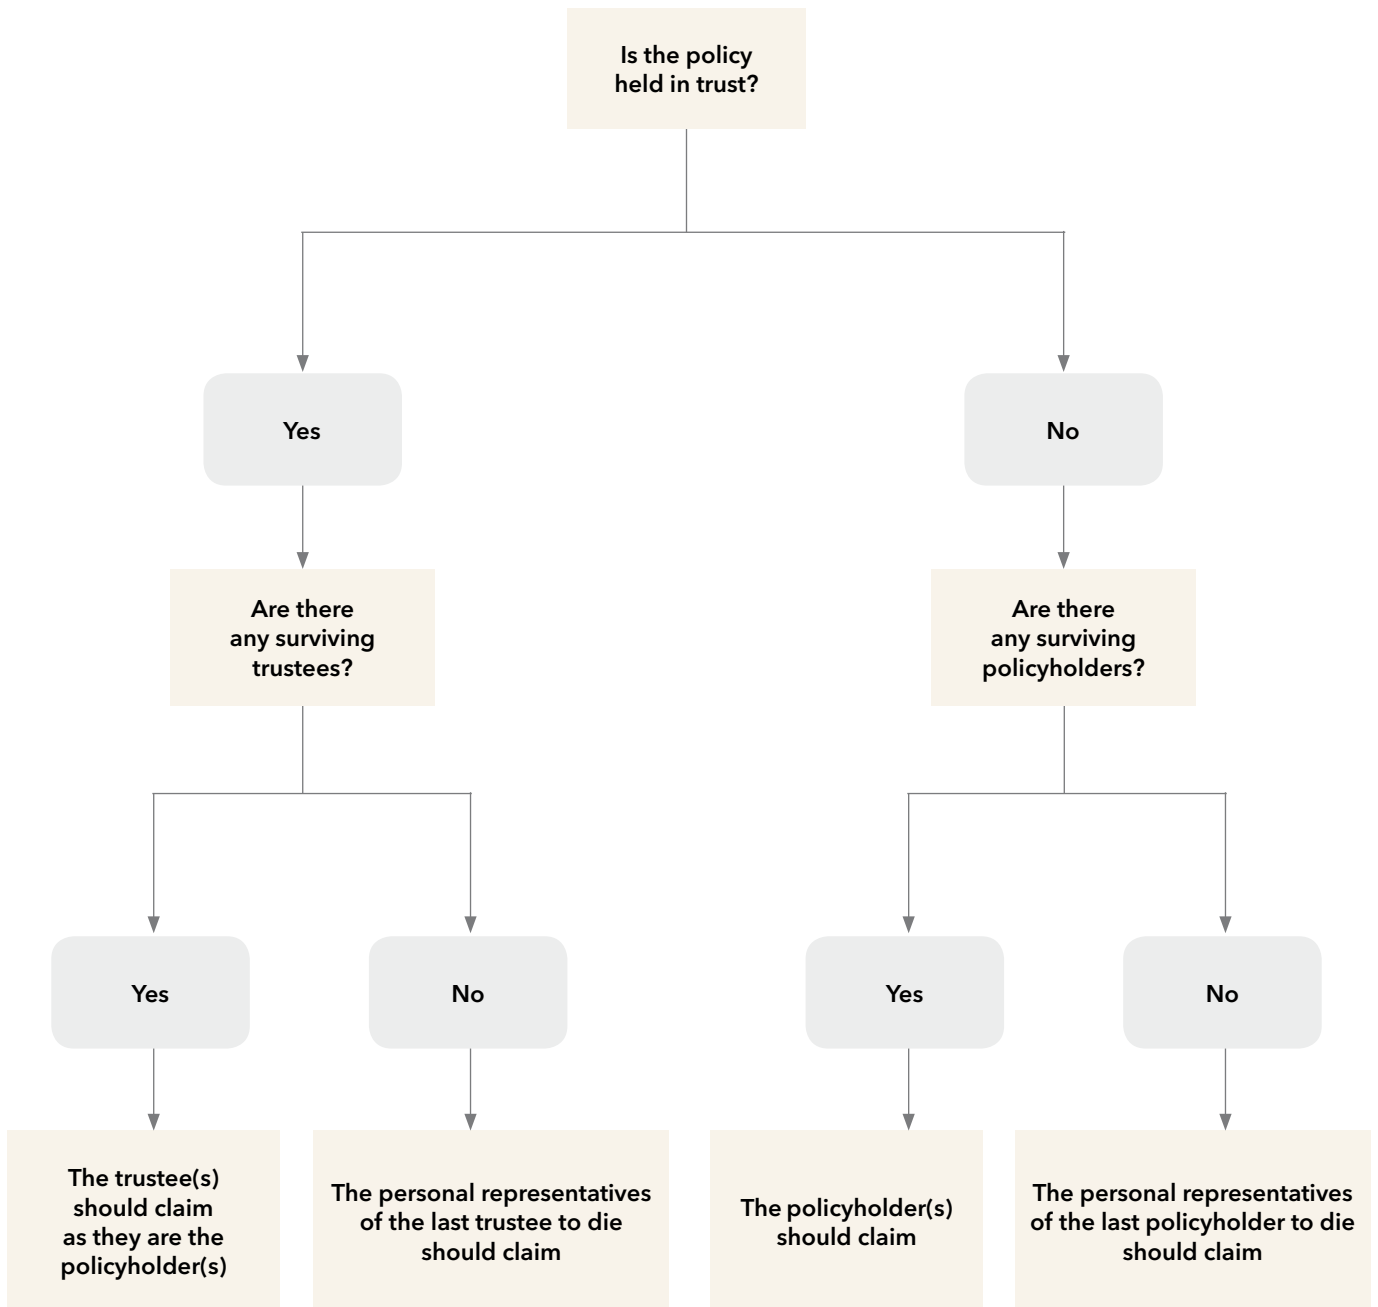 Is the policy
held in trust?
Yes
No
Are there
any surviving
trustees?
Are there
any surviving
policyholders?
Yes
No
Yes
No
The trustee(s)
should claim
as they are the
policyholder(s)
The personal representatives
of the last trustee to die
should claim
The policyholder(s)
should claim
The personal representatives
of the last policyholder to die
should claim